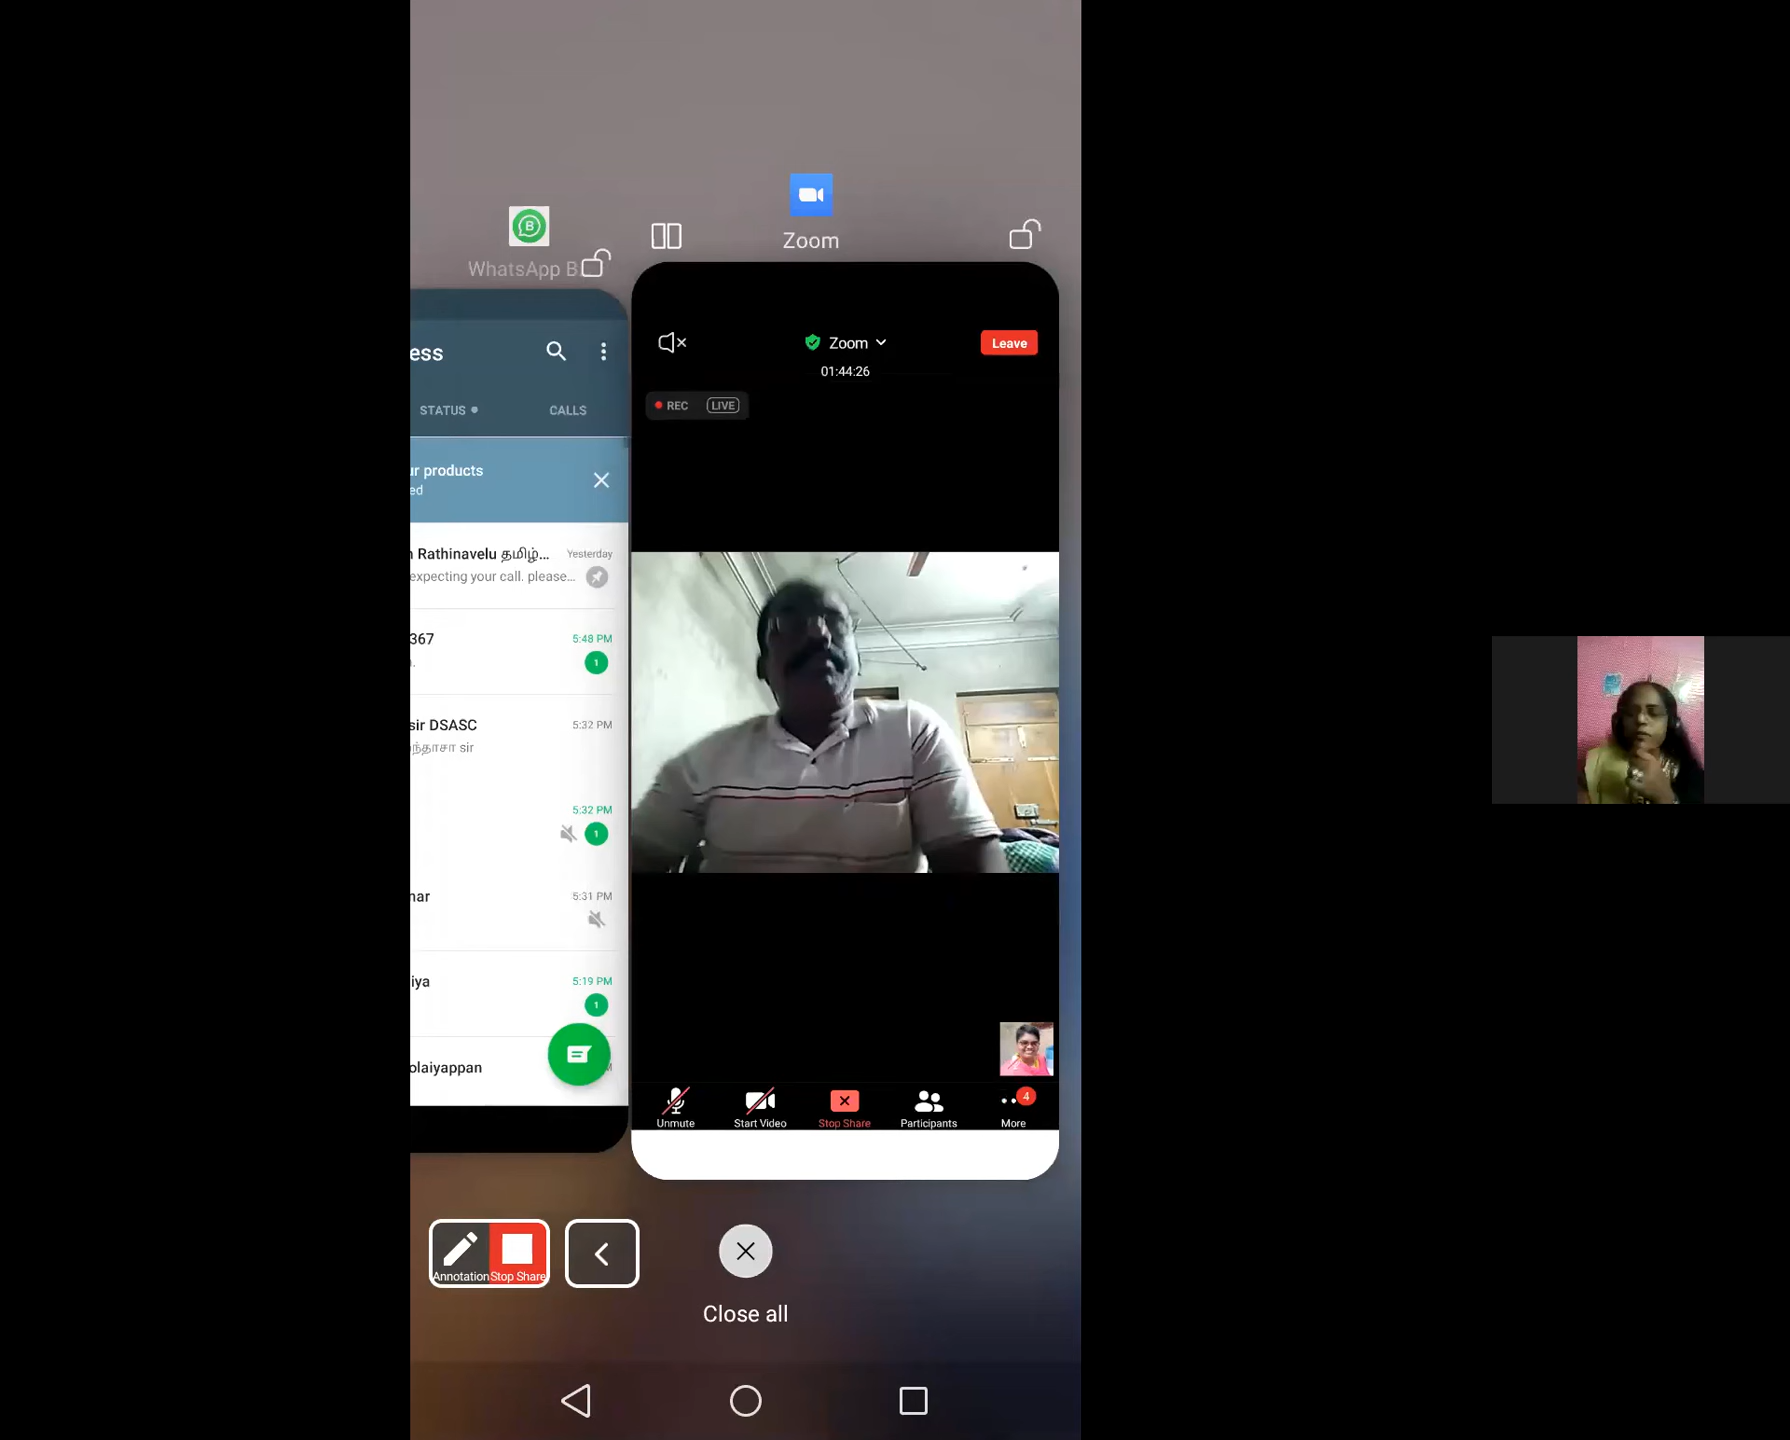 WhatsApp B
Zoom
ess
STATUS
CALLS
ur products
ed
n Rathinavelu தமிழ்...
Yesterday
expecting your call. please...
367
5:48 PM
1
sir DSASC
5:32 PM
ந்தாசா sir
5:32 PM
1
nar
5:31 PM
iya
5:19 PM
1
olaiyappan
M
Zoom
Leave
01:44:26
REC
LIVE
Unmute
Start Video
Stop Share
Participants
More
4
Annotation
Stop Share
Close all